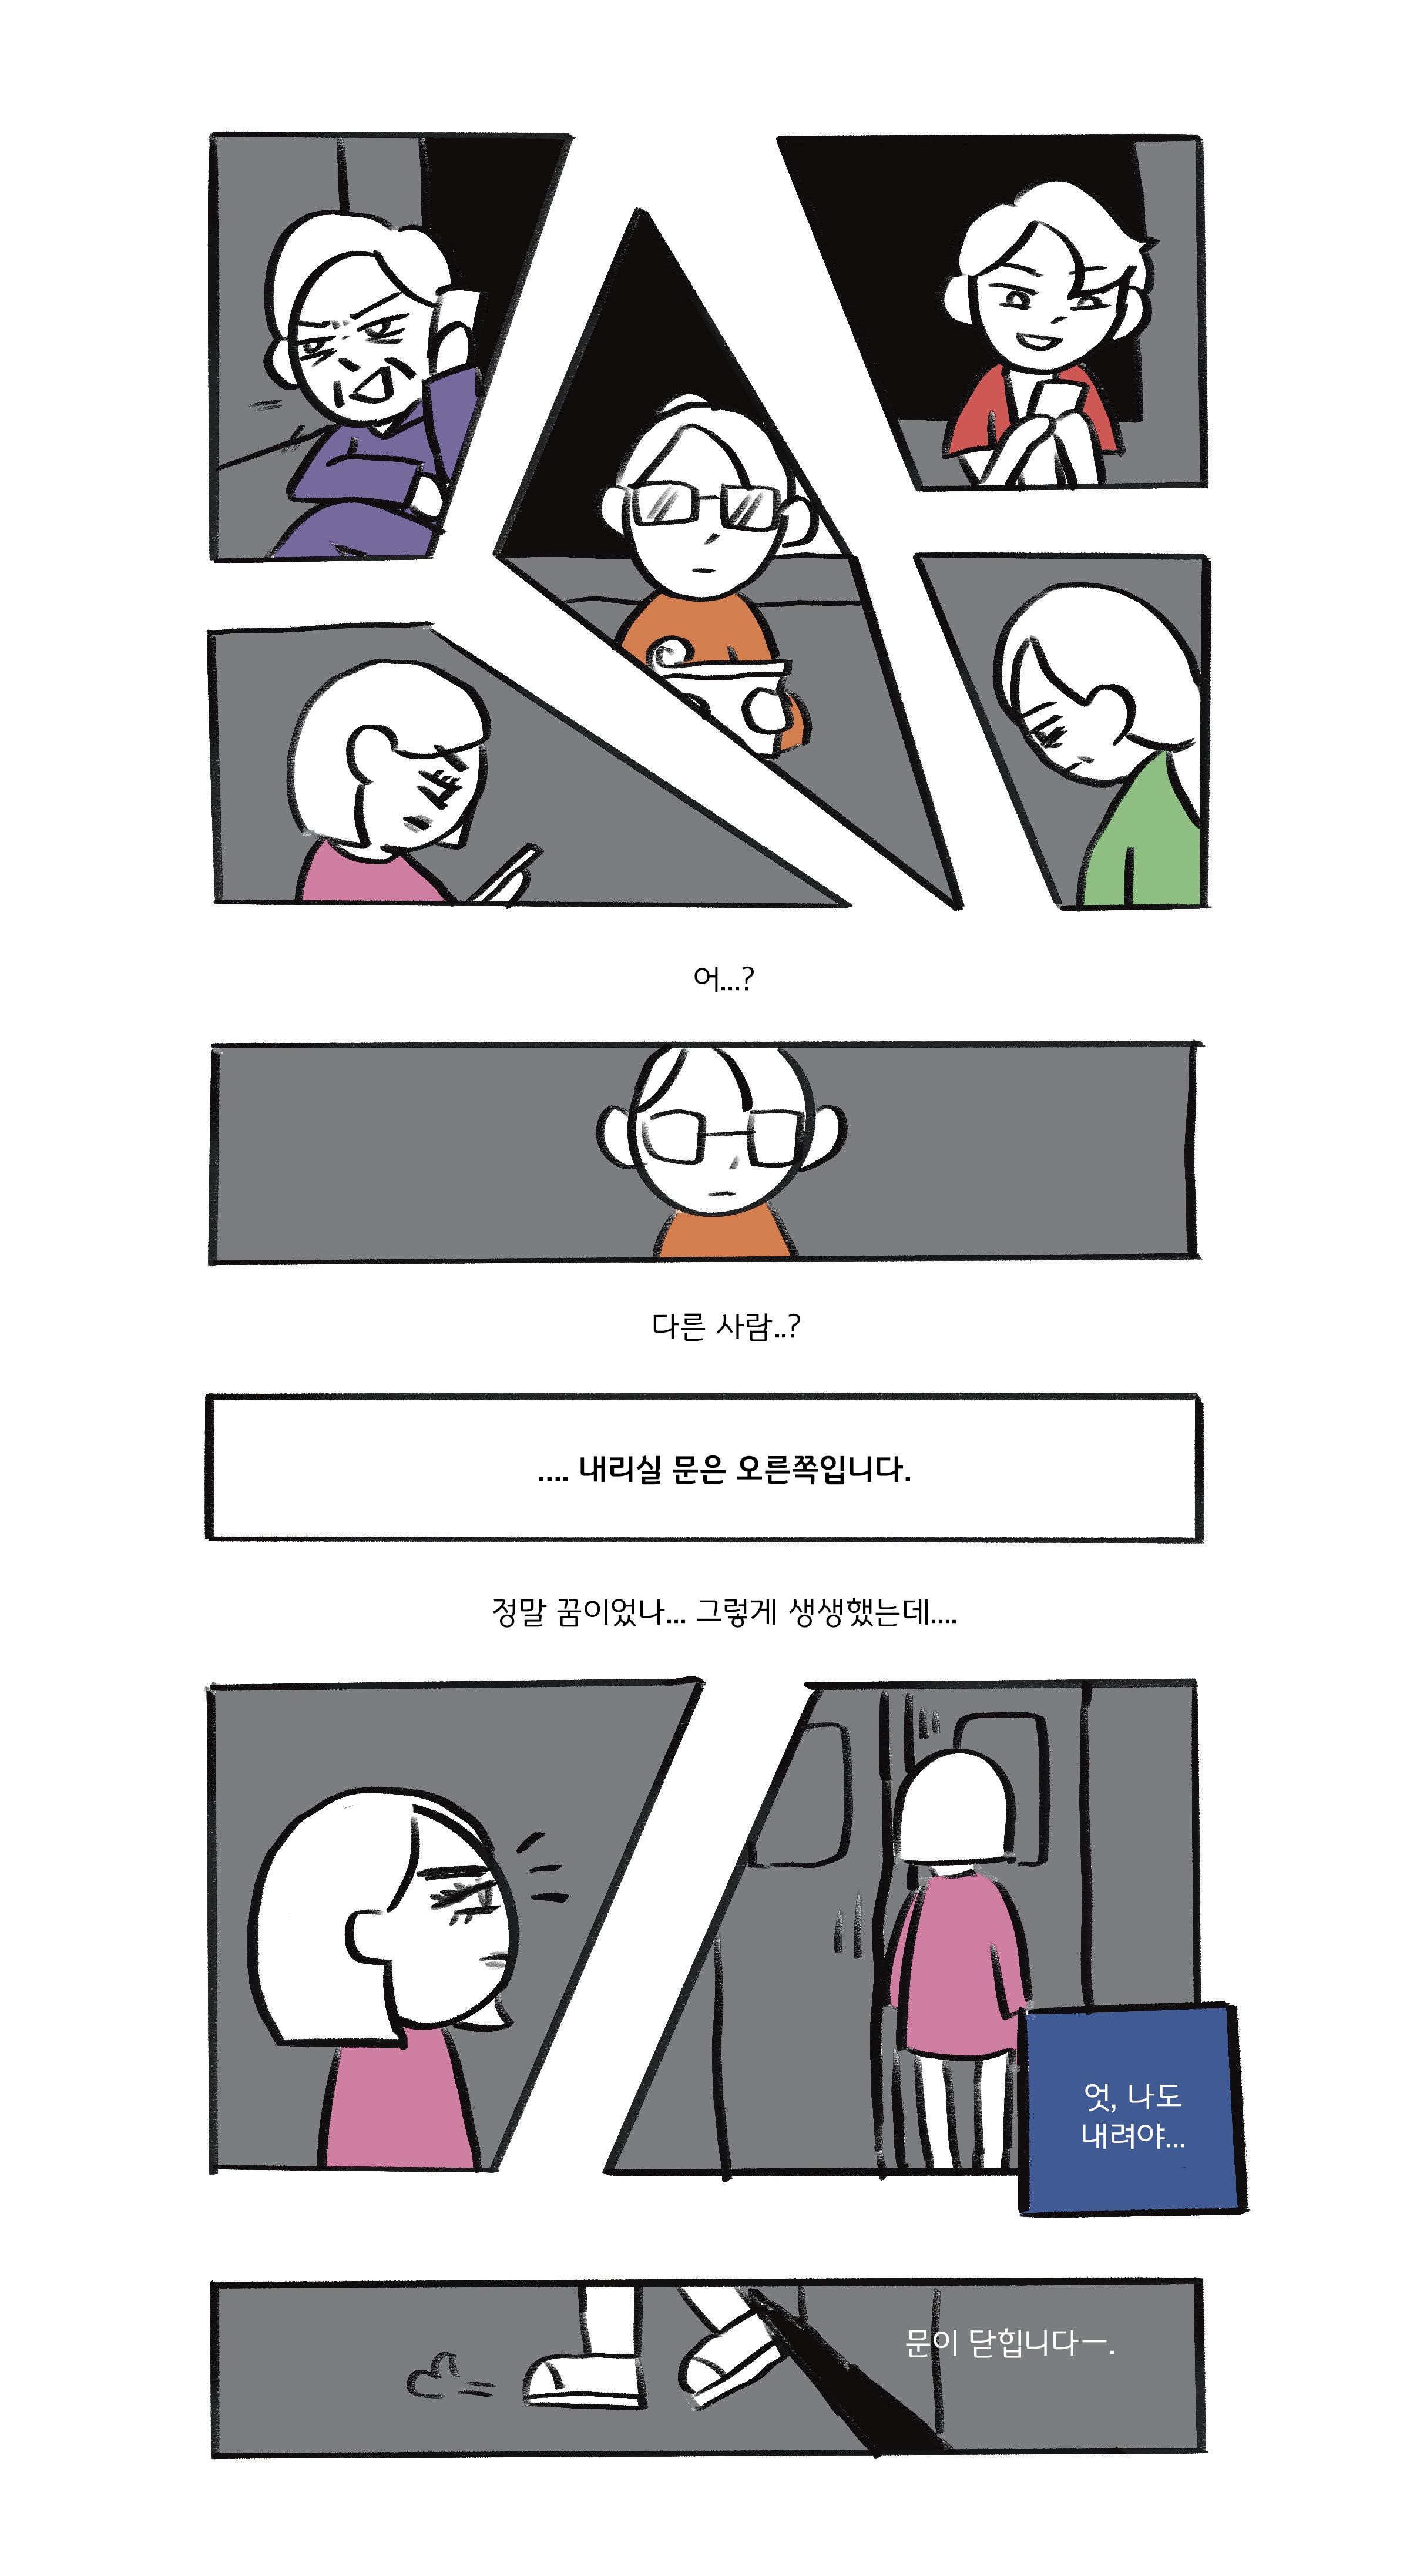 어...?
다른 사람..?
.... 내리실 문은 오른쪽입니다.
정말 꿈이었나... 그렇게 생생했는데....
엇, 나도
내려야...
문이 닫힙니다ㅡ.